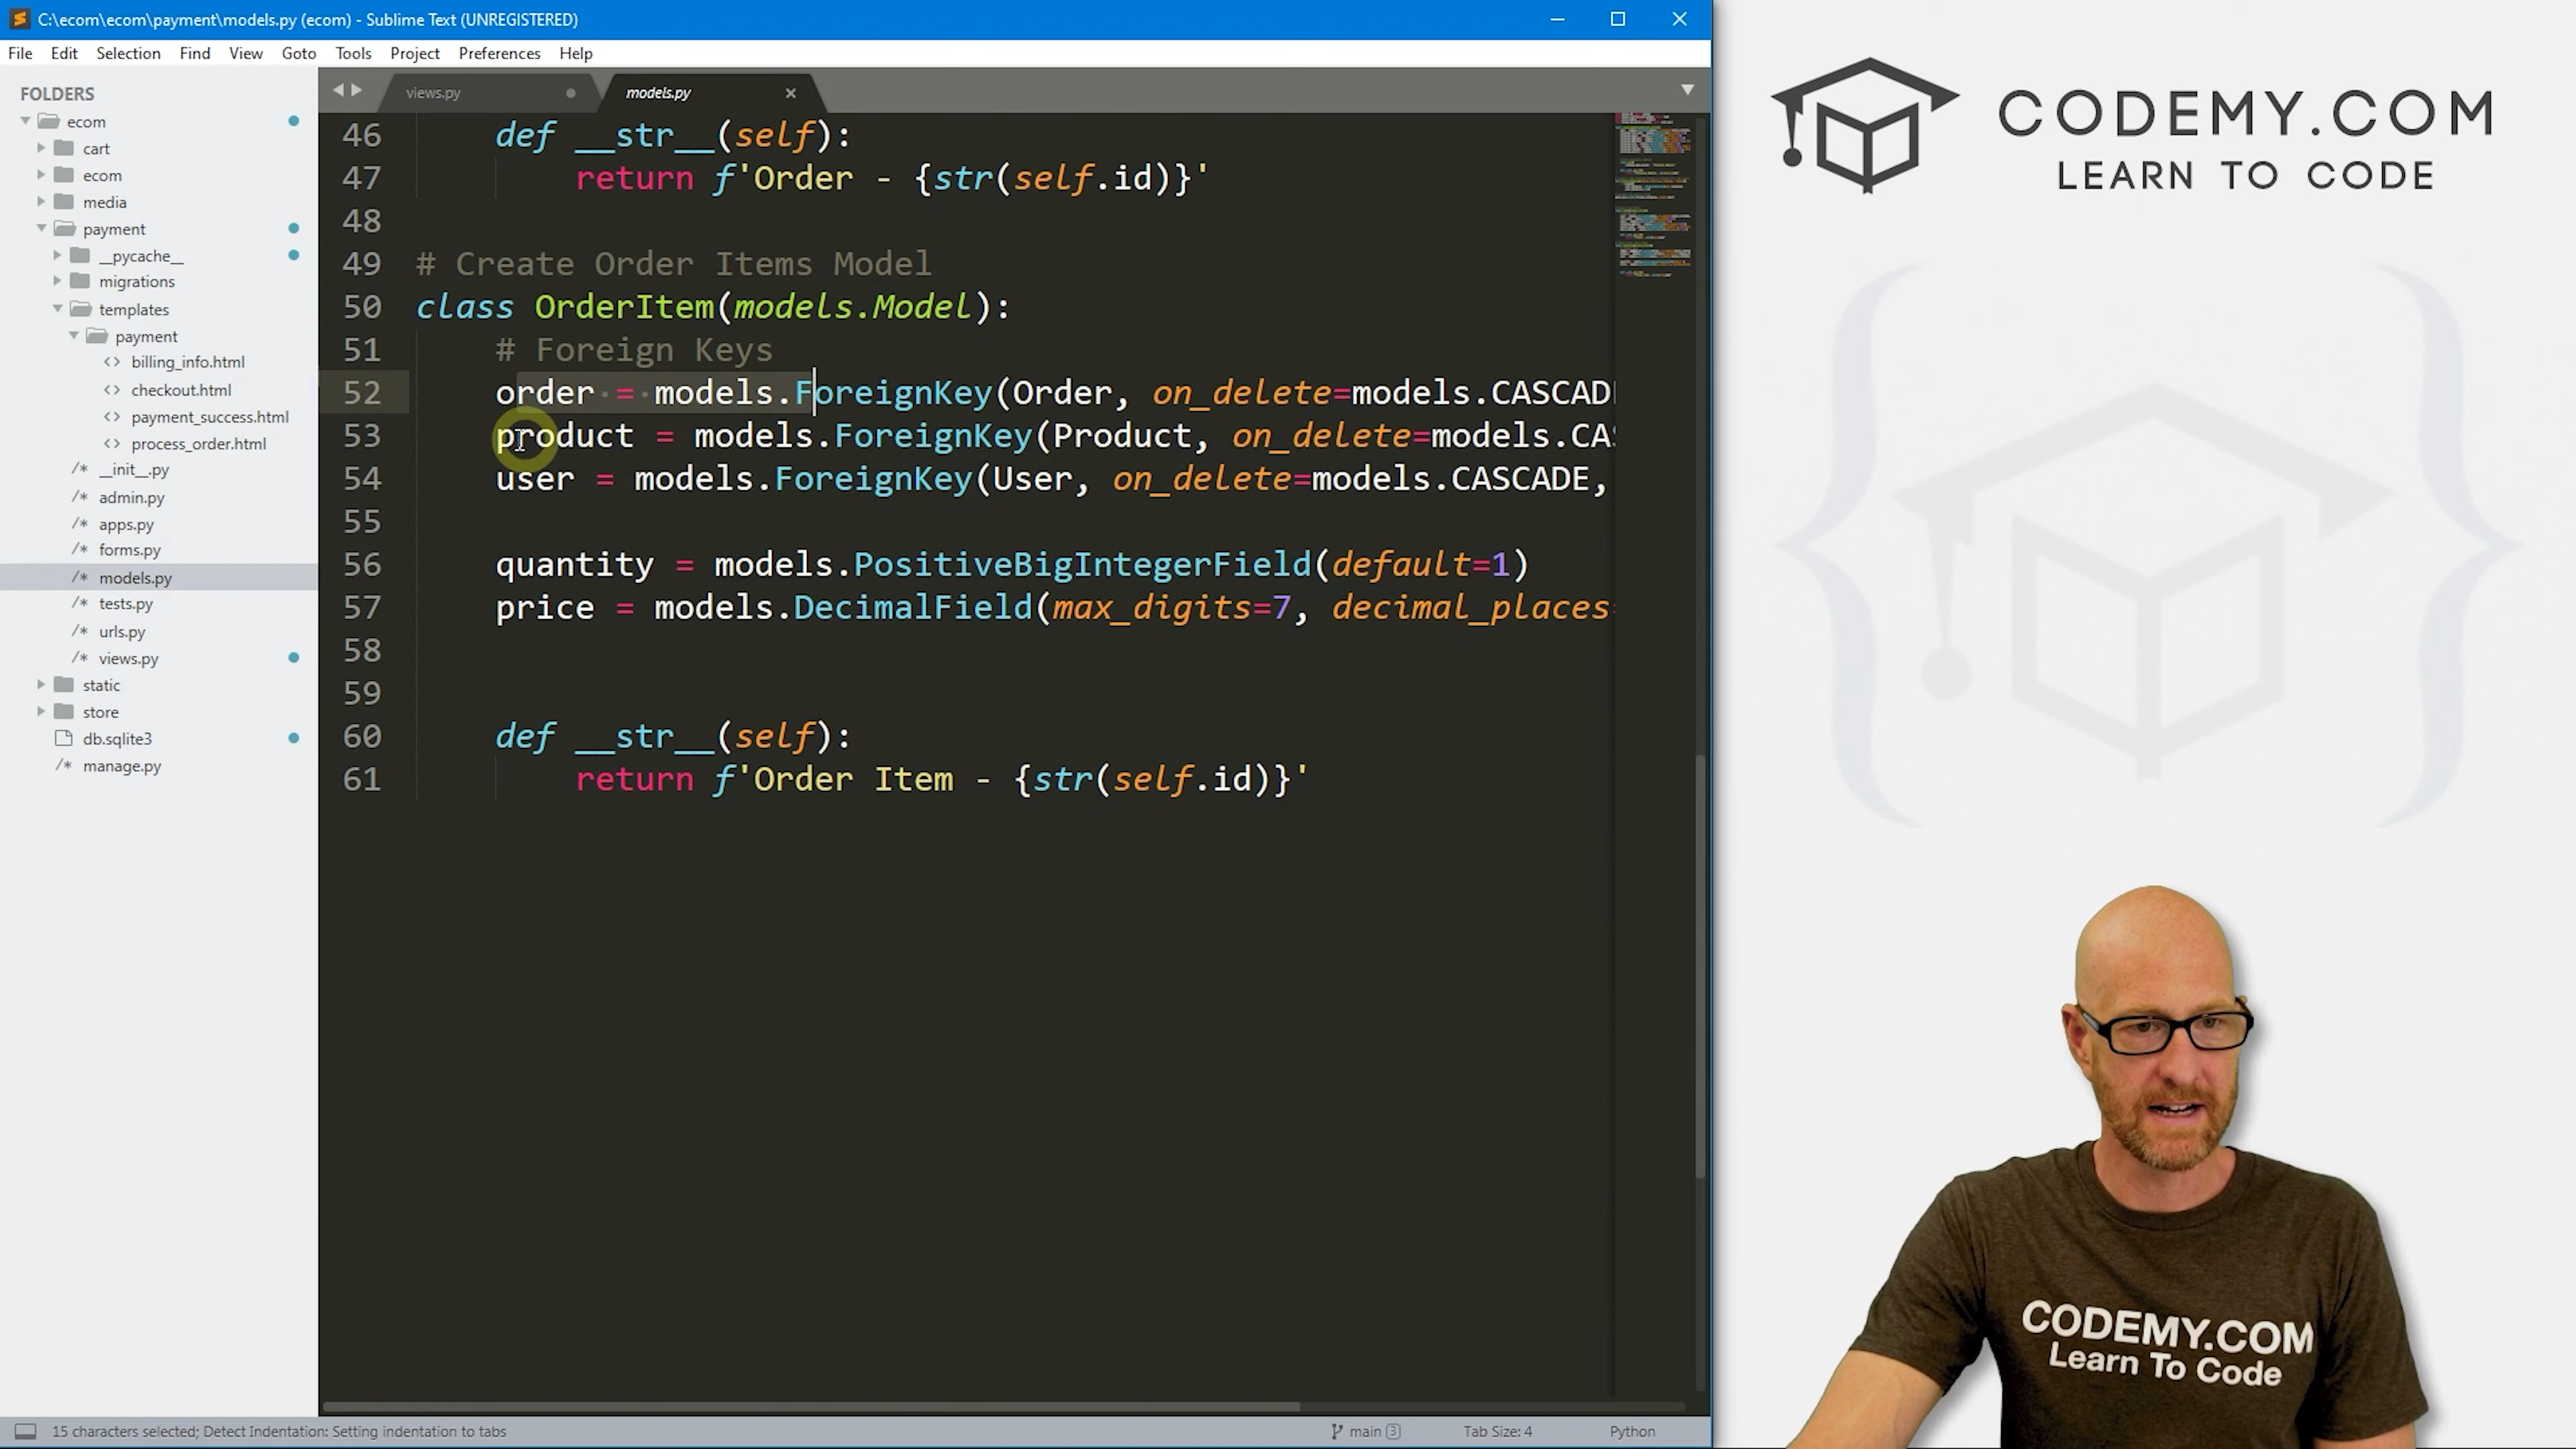 C:\ecom\ecom\payment\models.py (ecom) - Sublime Text (UNREGISTERED)
File Edit Selection Find View Goto Tools Project Preferences Help
FOLDERS
ecom
cart
ecom
media
payment
__pycache__
migrations
templates
payment
<> billing_info.html
<> checkout.html
<> payment_success.html
<> process_order.html
/* __init__.py
/* admin.py
/* apps.py
/* forms.py
/* models.py
/* tests.py
/* urls.py
/* views.py
static
store
db.sqlite3
/* manage.py
views.py models.py
46 def __str__(self):
47 return f'Order - {str(self.id)}'
48
49 # Create Order Items Model
50 class OrderItem(models.Model):
51 # Foreign Keys
52 order = models.ForeignKey(Order, on_delete=models.CASCADE
53 product = models.ForeignKey(Product, on_delete=models.CAS
54 user = models.ForeignKey(User, on_delete=models.CASCADE,
55
56 quantity = models.PositiveBigIntegerField(default=1)
57 price = models.DecimalField(max_digits=7, decimal_places=
58
59
60 def __str__(self):
61 return f'Order Item - {str(self.id)}'
15 characters selected; Detect Indentation: Setting indentation to tabs
main 3 Tab Size: 4 Python
CODEMY.COM
LEARN TO CODE
CODEMY.COM
Learn To Code